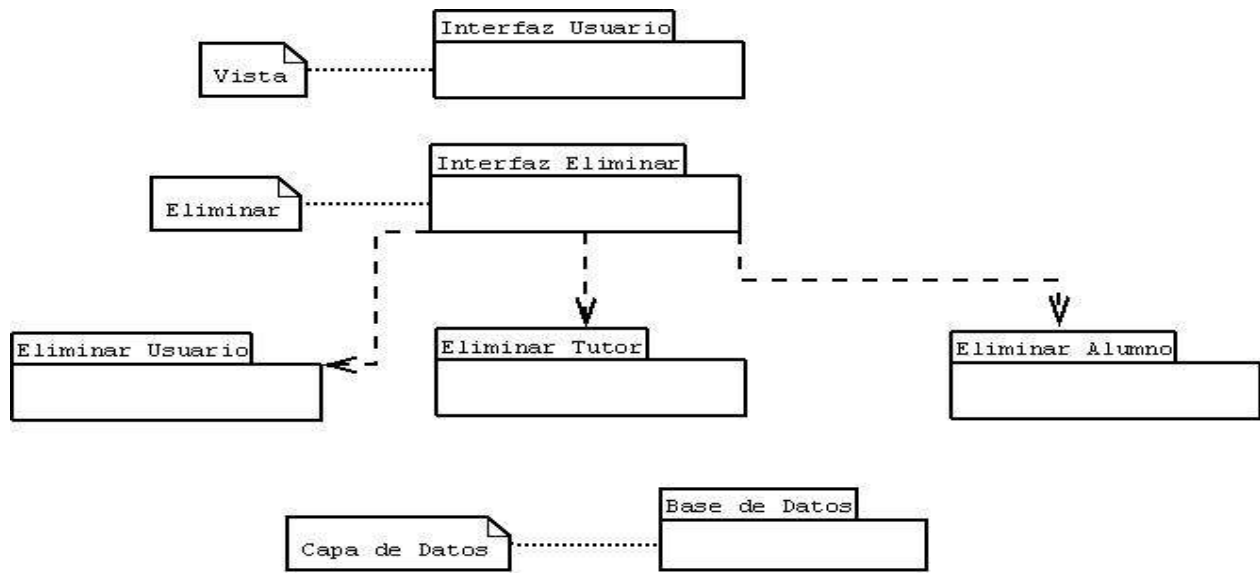 Interfaz Usuario
Vista
Interfaz Eliminar
Eliminar
Eliminar Usuario
Eliminar Tutor
Eliminar Alumno
Base de Datos
Capa de Datos